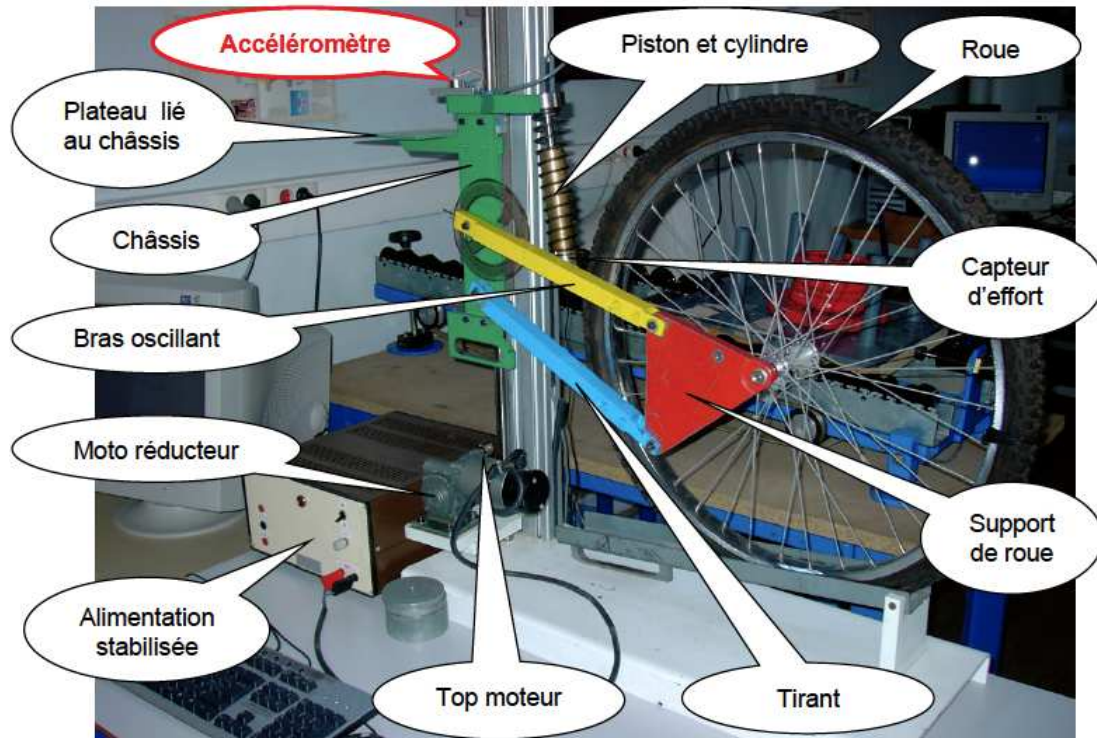 Accéléromètre
Piston et cylindre
Roue
Plateau lié
au châssis
Châssis
Capteur
d'effort
Bras oscillant
Moto réducteur
Support
de roue
Alimentation
stabilisée
Top moteur
Tirant